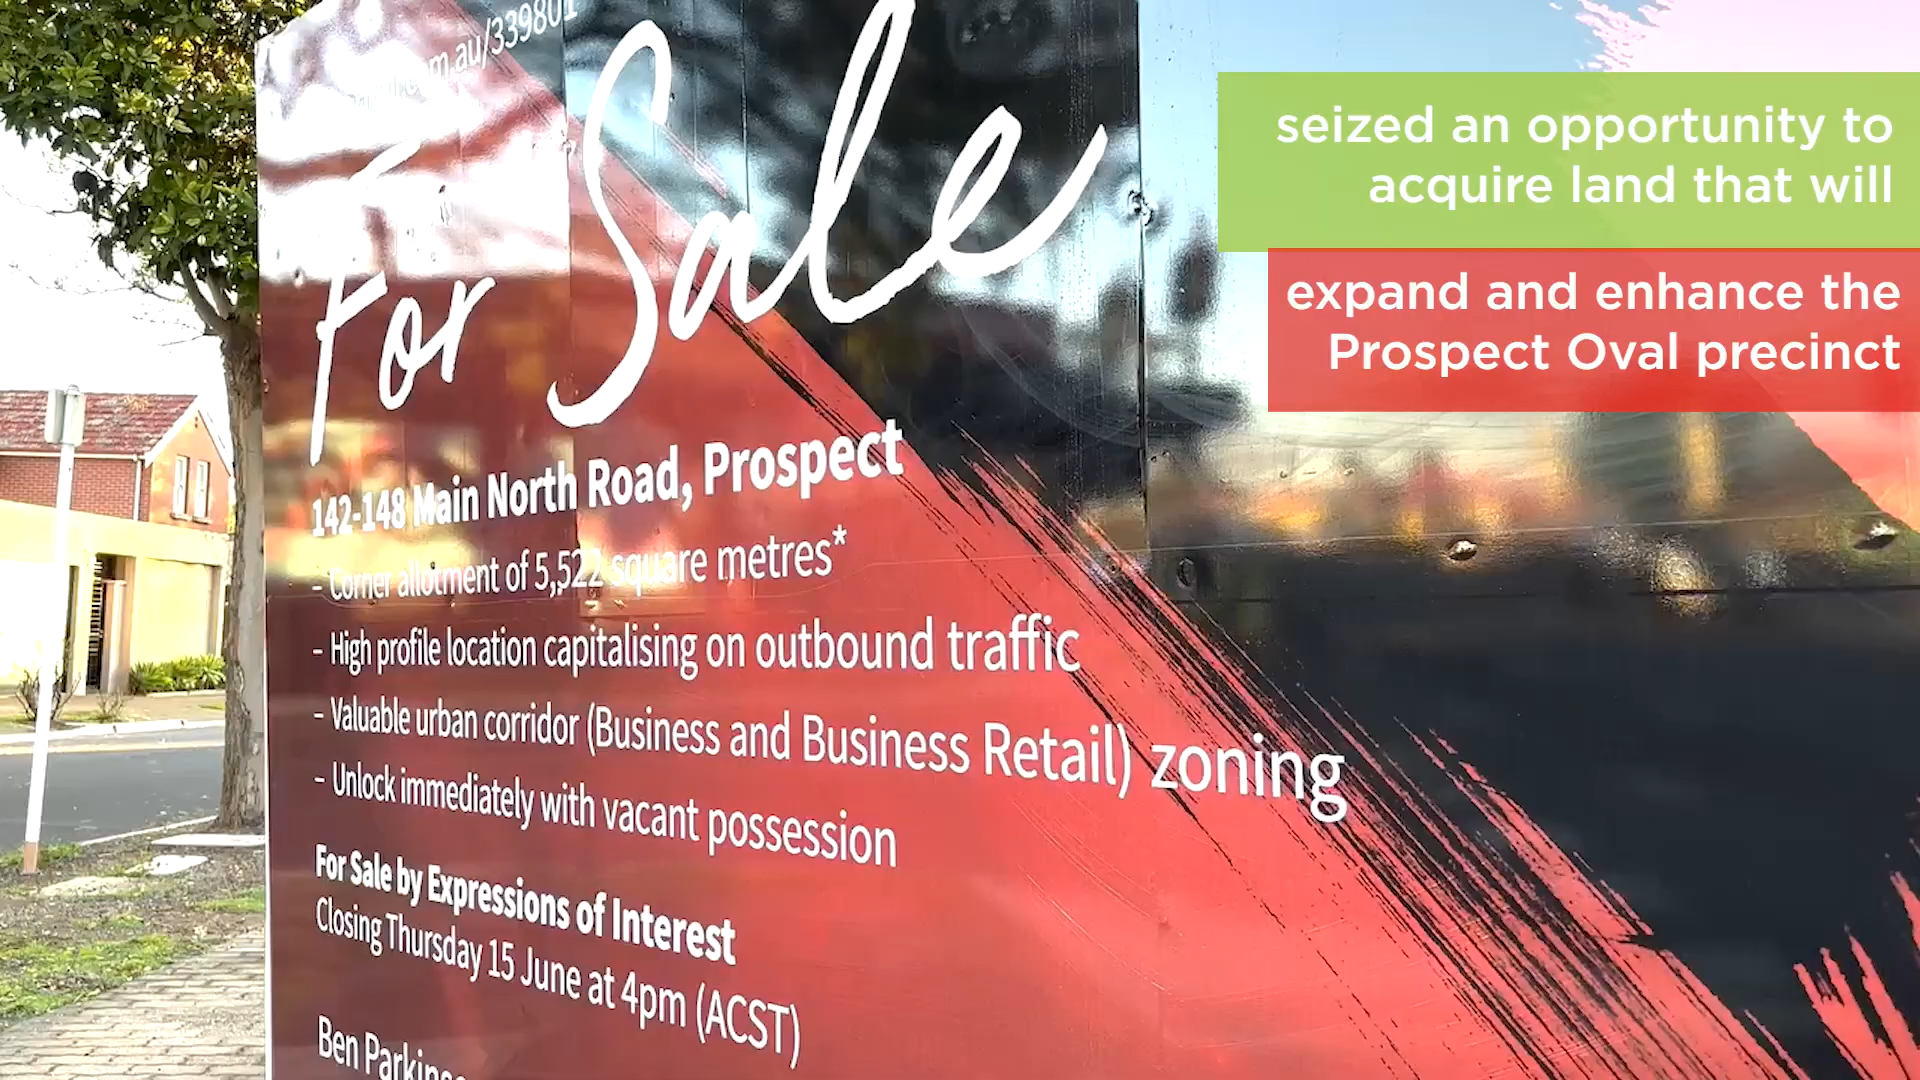 .com.au/339801
For Sale
142-148 Main North Road, Prospect
- Corner allotment of 5,522 square metres*
- High profile location capitalising on outbound traffic
- Valuable urban corridor (Business and Business Retail) zoning
- Unlock immediately with vacant possession
For Sale by Expressions of Interest
Closing Thursday 15 June at 4pm (ACST)
Ben
seized an opportunity to
acquire land that will
expand and enhance the
Prospect Oval precinct